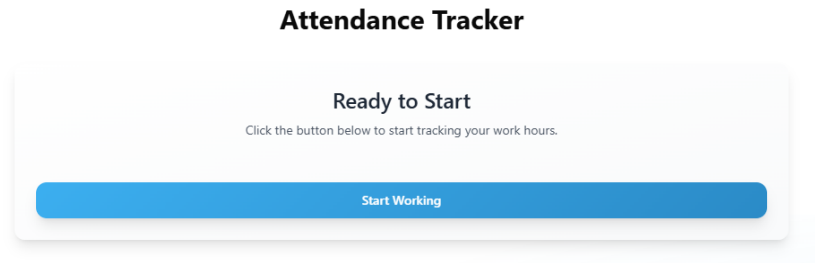 Attendance Tracker
Ready to Start
Click the button below to start tracking your work hours.
Start Working